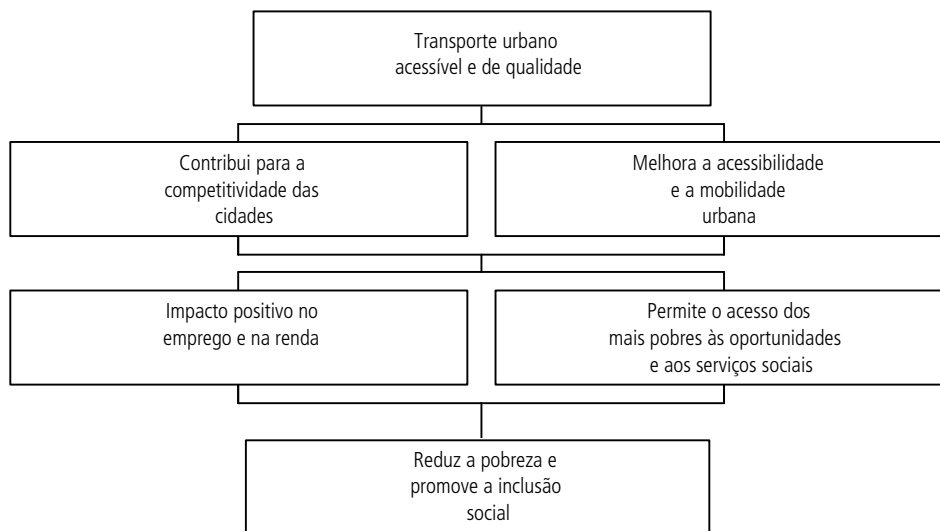 Transporte urbano
acessível e de qualidade
Contribui para a
competitividade das
cidades
Melhora a acessibilidade
e a mobilidade
urbana
Impacto positivo no
emprego e na renda
Permite o acesso dos
mais pobres às oportunidades
e aos serviços sociais
Reduz a pobreza e
promove a inclusão
social